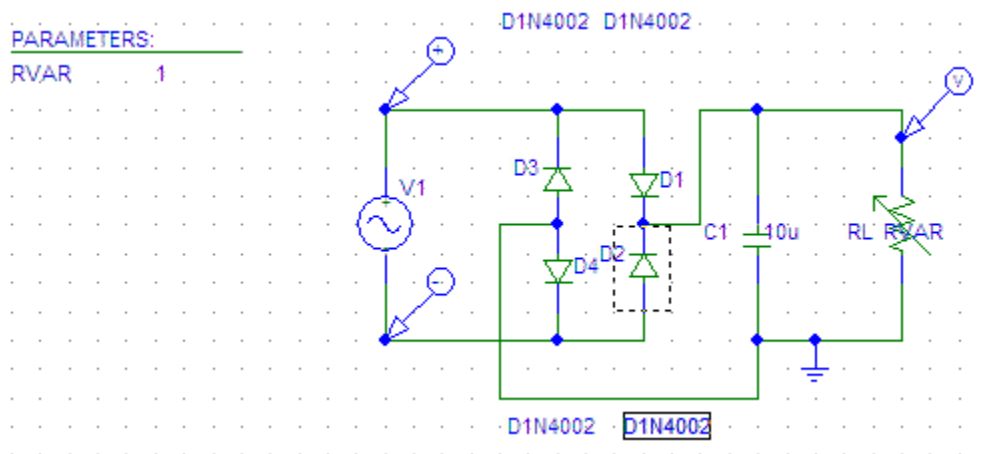 D1N4002 D1N4002
PARAMETERS:
RVAR 1
+
V
D3
D1
V1
C1 10u
RL RVAR
D2
D4
-
D1N4002 D1N4002